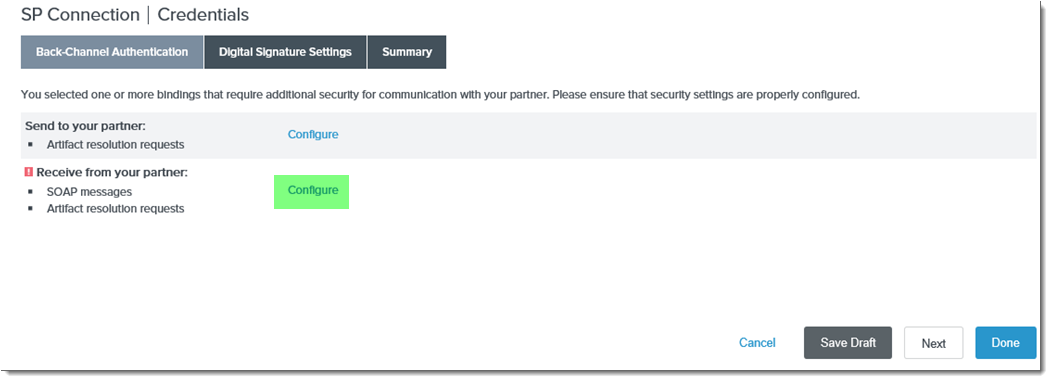 SP Connection | Credentials
Back-Channel Authentication Digital Signature Settings Summary
You selected one or more bindings that require additional security for communication with your partner. Please ensure that security settings are properly configured.
Send to your partner:
Configure
▪ Artifact resolution requests
! Receive from your partner:
Configure
▪ SOAP messages
▪ Artifact resolution requests
Cancel Save Draft Next Done